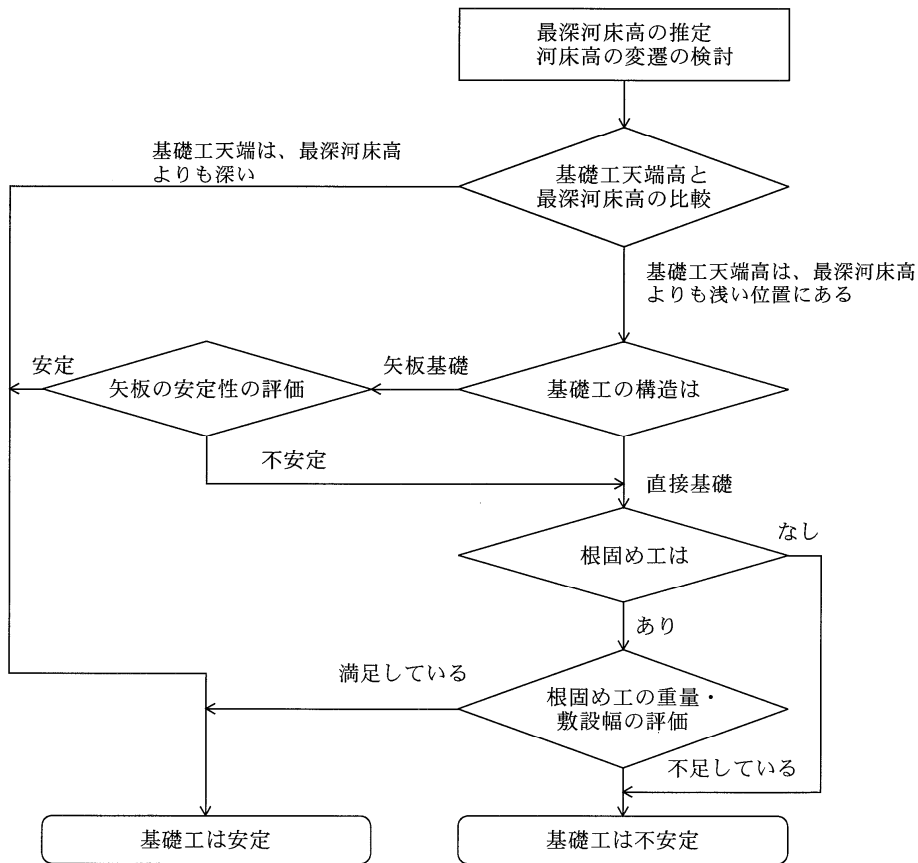 最深河床高の推定
河床高の変遷の検討
基礎工天端は、最深河床高
よりも深い
基礎工天端高と
最深河床高の比較
基礎工天端高は、最深河床高
よりも浅い位置にある
安定
矢板の安定性の評価
矢板基礎
基礎工の構造は
不安定
直接基礎
なし
根固め工は
あり
満足している
根固め工の重量・
敷設幅の評価
不足している
基礎工は安定
基礎工は不安定